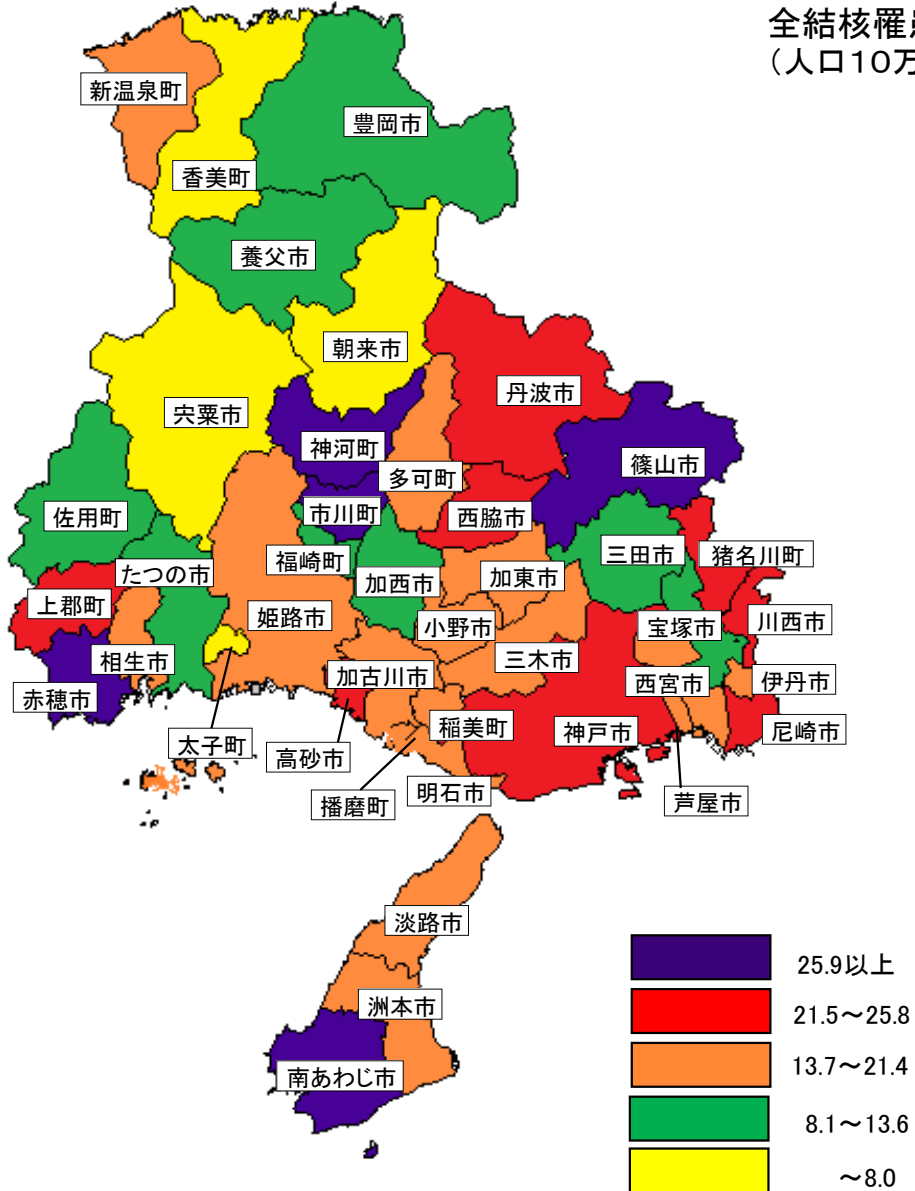 全結核罹患
（人口10万
新温泉町
豊岡市
香美町
養父市
朝来市
丹波市
宍粟市
神河町
篠山市
多可町
市川町
西脇市
佐用町
三田市
猪名川町
福崎町
たつの市
加西市
加東市
上郡町
姫路市
小野市
宝塚市
川西市
三木市
相生市
加古川市
西宮市
伊丹市
赤穂市
稲美町
神戸市
尼崎市
太子町
高砂市
明石市
播磨町
芦屋市
淡路市
洲本市
南あわじ市
25.9以上
21.5～25.8
13.7～21.4
8.1～13.6
～8.0